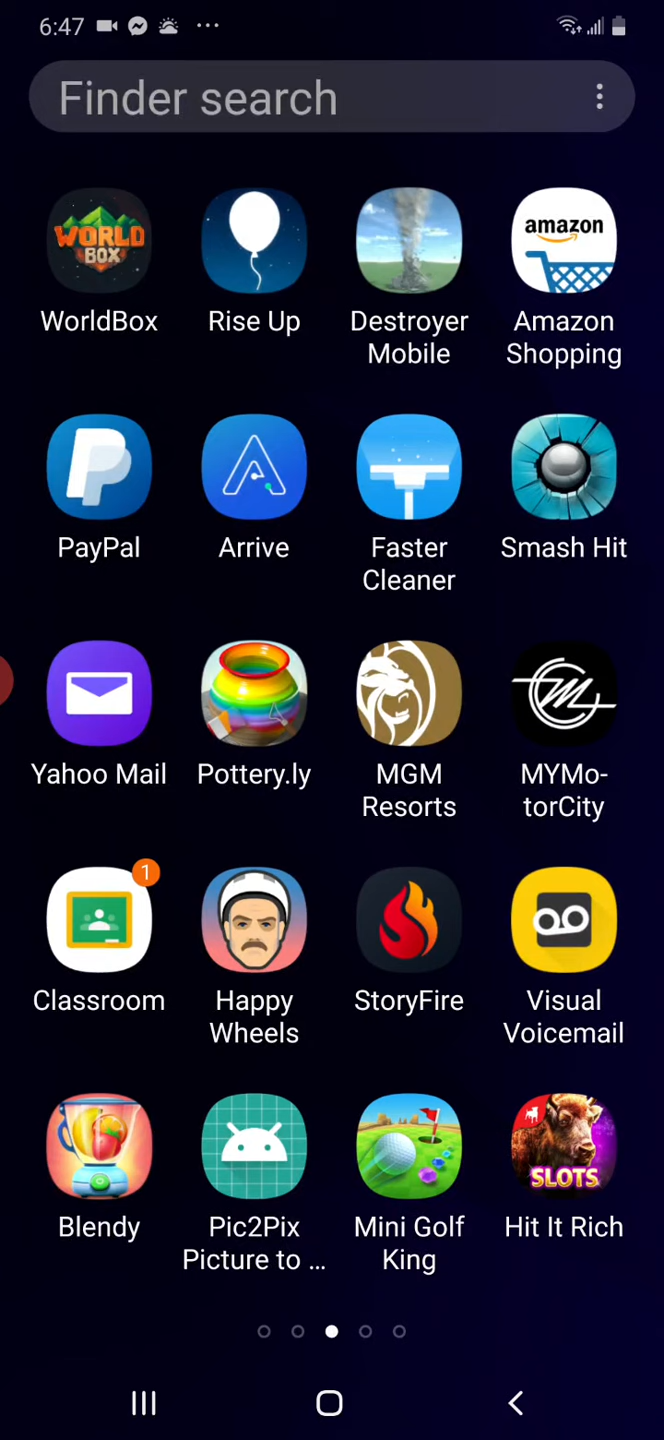 6:47
Finder search
WORLD
BOX
amazon
WorldBox
Rise Up
Destroyer
Mobile
Amazon
Shopping
PayPal
Arrive
Faster
Cleaner
Smash Hit
Yahoo Mail
Pottery.ly
MGM
Resorts
MYMo-
torCity
1
Classroom
Happy
Wheels
StoryFire
Visual
Voicemail
SLOTS
Blendy
Pic2Pix
Picture to ...
Mini Golf
King
Hit It Rich